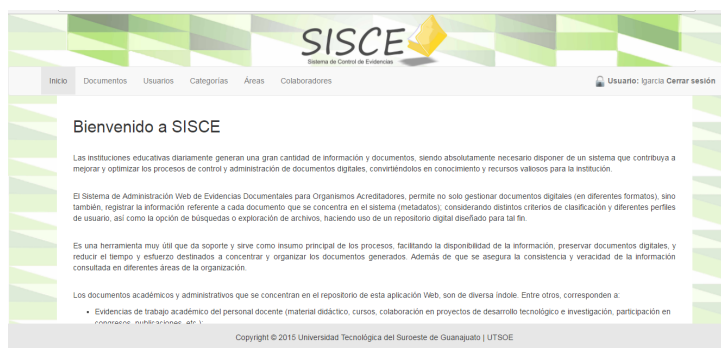 SISCE
Sistema de Control de Evidencias
Inicio Documentos Usuarios Categorías Áreas Colaboradores Usuario: lgarcia Cerrar sesión
Bienvenido a SISCE
Las instituciones educativas diariamente generan una gran cantidad de información y documentos, siendo absolutamente necesario disponer de un sistema que contribuya a
mejorar y optimizar los procesos de control y administración de documentos digitales, convirtiéndolos en conocimiento y recursos valiosos para la institución.
El Sistema de Administración Web de Evidencias Documentales para Organismos Acreditadores, permite no solo gestionar documentos digitales (en diferentes formatos), sino
también, registrar la información referente a cada documento que se concentra en el sistema (metadatos); considerando distintos criterios de clasificación y diferentes perfiles
de usuario, así como la opción de búsquedas o exploración de archivos, haciendo uso de un repositorio digital diseñado para tal fin.
Es una herramienta muy útil que da soporte y sirve como insumo principal de los procesos, facilitando la disponibilidad de la información, preservar documentos digitales, y
reducir el tiempo y esfuerzo destinados a concentrar y organizar los documentos generados. Además de que se asegura la consistencia y veracidad de la información
consultada en diferentes áreas de la organización.
Los documentos académicos y administrativos que se concentran en el repositorio de esta aplicación Web, son de diversa índole. Entre otros, corresponden a:
• Evidencias de trabajo académico del personal docente (material didáctico, cursos, colaboración en proyectos de desarrollo tecnológico e investigación, participación en
congresos, publicaciones, etc.);
Copyright © 2015 Universidad Tecnológica del Suroeste de Guanajuato | UTSOE